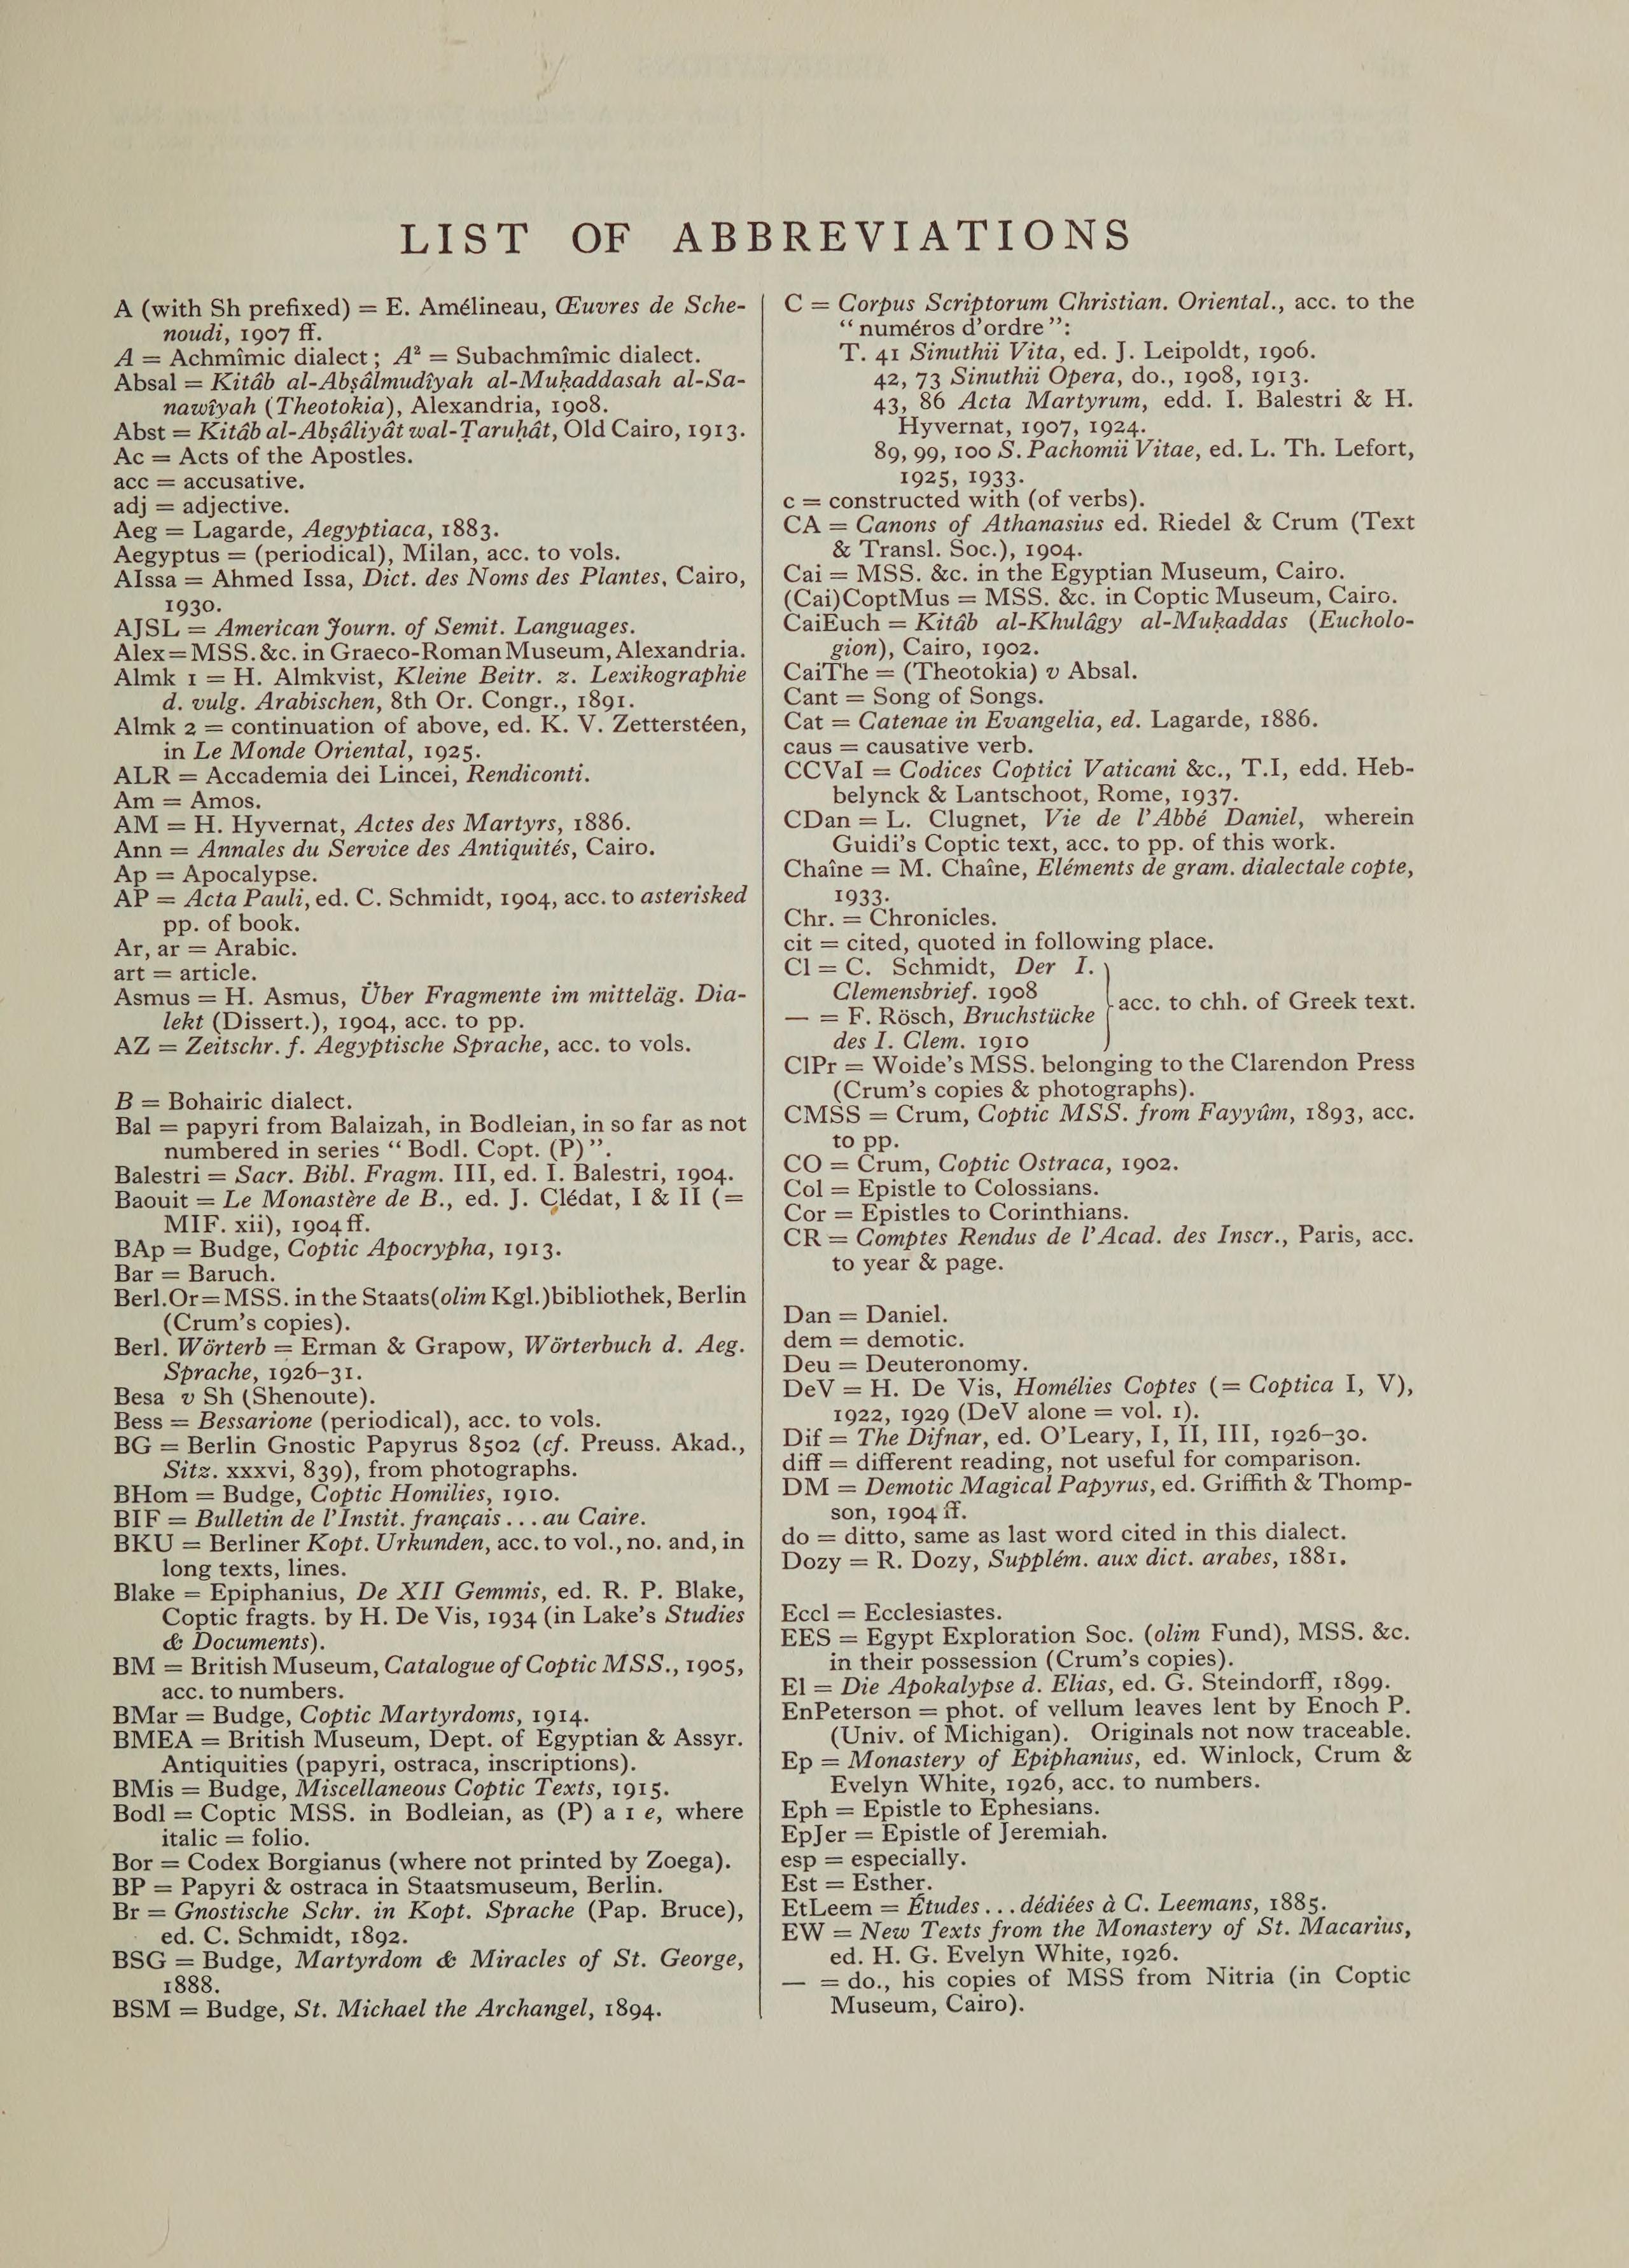 LIST OF ABBREVIATIONS
A (with Sh prefixed) = E. Amélineau, Œuvres de Sche-
noudi, 1907 ff.
A = Achmîmic dialect; A² = Subachmîmic dialect.
Absal = Kitâb al-Abṣâlmudîyah al-Muḳaddasah al-Sa-
nawîyah (Theotokia), Alexandria, 1908.
Abst = Kitâb al-Abṣâliyât wal-Ṭaruḥât, Old Cairo, 1913.
Ac = Acts of the Apostles.
acc = accusative.
adj = adjective.
Aeg = Lagarde, Aegyptiaca, 1883.
Aegyptus = (periodical), Milan, acc. to vols.
AIssa = Ahmed Issa, Dict. des Noms des Plantes, Cairo,
1930.
AJSL = American Journ. of Semit. Languages.
Alex = MSS. &c. in Graeco-Roman Museum, Alexandria.
Almk 1 = H. Almkvist, Kleine Beitr. z. Lexikographie
d. vulg. Arabischen, 8th Or. Congr., 1891.
Almk 2 = continuation of above, ed. K. V. Zetterstéen,
in Le Monde Oriental, 1925.
ALR = Accademia dei Lincei, Rendiconti.
Am = Amos.
AM = H. Hyvernat, Actes des Martyrs, 1886.
Ann = Annales du Service des Antiquités, Cairo.
Ap = Apocalypse.
AP = Acta Pauli, ed. C. Schmidt, 1904, acc. to asterisked
pp. of book.
Ar, ar = Arabic.
art = article.
Asmus = H. Asmus, Über Fragmente im mitteläg. Dia-
lekt (Dissert.), 1904, acc. to pp.
AZ = Zeitschr. f. Aegyptische Sprache, acc. to vols.
B = Bohairic dialect.
Bal = papyri from Balaizah, in Bodleian, in so far as not
numbered in series “Bodl. Copt. (P)”.
Balestri = Sacr. Bibl. Fragm. III, ed. I. Balestri, 1904.
Baouit = Le Monastère de B., ed. J. Clédat, I & II (=
MIF. xii), 1904 ff.
BAp = Budge, Coptic Apocrypha, 1913.
Bar = Baruch.
Berl.Or = MSS. in the Staats(olim Kgl.)bibliothek, Berlin
(Crum’s copies).
Berl. Wörterb = Erman & Grapow, Wörterbuch d. Aeg.
Sprache, 1926–31.
Besa v Sh (Shenoute).
Bess = Bessarione (periodical), acc. to vols.
BG = Berlin Gnostic Papyrus 8502 (cf. Preuss. Akad.,
Sitz. xxxvi, 839), from photographs.
BHom = Budge, Coptic Homilies, 1910.
BIF = Bulletin de l’Instit. français . . . au Caire.
BKU = Berliner Kopt. Urkunden, acc. to vol., no. and, in
long texts, lines.
Blake = Epiphanius, De XII Gemmis, ed. R. P. Blake,
Coptic fragts. by H. De Vis, 1934 (in Lake’s Studies
& Documents).
BM = British Museum, Catalogue of Coptic MSS., 1905,
acc. to numbers.
BMar = Budge, Coptic Martyrdoms, 1914.
BMEA = British Museum, Dept. of Egyptian & Assyr.
Antiquities (papyri, ostraca, inscriptions).
BMis = Budge, Miscellaneous Coptic Texts, 1915.
Bodl = Coptic MSS. in Bodleian, as (P) a 1 e, where
italic = folio.
Bor = Codex Borgianus (where not printed by Zoega).
BP = Papyri & ostraca in Staatsmuseum, Berlin.
Br = Gnostische Schr. in Kopt. Sprache (Pap. Bruce),
ed. C. Schmidt, 1892.
BSG = Budge, Martyrdom & Miracles of St. George,
1888.
BSM = Budge, St. Michael the Archangel, 1894.
C = Corpus Scriptorum Christian. Oriental., acc. to the
“numéros d’ordre”:
T. 41 Sinuthii Vita, ed. J. Leipoldt, 1906.
42, 73 Sinuthii Opera, do., 1908, 1913.
43, 86 Acta Martyrum, edd. I. Balestri & H.
Hyvernat, 1907, 1924.
89, 99, 100 S. Pachomii Vitae, ed. L. Th. Lefort,
1925, 1933.
c = constructed with (of verbs).
CA = Canons of Athanasius ed. Riedel & Crum (Text
& Transl. Soc.), 1904.
Cai = MSS. &c. in the Egyptian Museum, Cairo.
(Cai)CoptMus = MSS. &c. in Coptic Museum, Cairo.
CaiEuch = Kitâb al-Khulâgy al-Muḳaddas (Eucholo-
gion), Cairo, 1902.
CaiThe = (Theotokia) v Absal.
Cant = Song of Songs.
Cat = Catenae in Evangelia, ed. Lagarde, 1886.
caus = causative verb.
CCVaI = Codices Coptici Vaticani &c., T.I, edd. Heb-
belynck & Lantschoot, Rome, 1937.
CDan = L. Clugnet, Vie de l’Abbé Daniel, wherein
Guidi’s Coptic text, acc. to pp. of this work.
Chaîne = M. Chaîne, Eléments de gram. dialectale copte,
1933.
Chr. = Chronicles.
cit = cited, quoted in following place.
Cl = C. Schmidt, Der I.
Clemensbrief. 1908
— = F. Rösch, Bruchstücke
des I. Clem. 1910
acc. to chh. of Greek text.
ClPr = Woide’s MSS. belonging to the Clarendon Press
(Crum’s copies & photographs).
CMSS = Crum, Coptic MSS. from Fayyûm, 1893, acc.
to pp.
CO = Crum, Coptic Ostraca, 1902.
Col = Epistle to Colossians.
Cor = Epistles to Corinthians.
CR = Comptes Rendus de l’Acad. des Inscr., Paris, acc.
to year & page.
Dan = Daniel.
dem = demotic.
Deu = Deuteronomy.
DeV = H. De Vis, Homélies Coptes (= Coptica I, V),
1922, 1929 (DeV alone = vol. 1).
Dif = The Difnar, ed. O’Leary, I, II, III, 1926–30.
diff = different reading, not useful for comparison.
DM = Demotic Magical Papyrus, ed. Griffith & Thomp-
son, 1904 ff.
do = ditto, same as last word cited in this dialect.
Dozy = R. Dozy, Supplém. aux dict. arabes, 1881.
Eccl = Ecclesiastes.
EES = Egypt Exploration Soc. (olim Fund), MSS. &c.
in their possession (Crum’s copies).
El = Die Apokalypse d. Elias, ed. G. Steindorff, 1899.
EnPeterson = phot. of vellum leaves lent by Enoch P.
(Univ. of Michigan). Originals not now traceable.
Ep = Monastery of Epiphanius, ed. Winlock, Crum &
Evelyn White, 1926, acc. to numbers.
Eph = Epistle to Ephesians.
EpJer = Epistle of Jeremiah.
esp = especially.
Est = Esther.
EtLeem = Études . . . dédiées à C. Leemans, 1885.
EW = New Texts from the Monastery of St. Macarius,
ed. H. G. Evelyn White, 1926.
— = do., his copies of MSS from Nitria (in Coptic
Museum, Cairo).